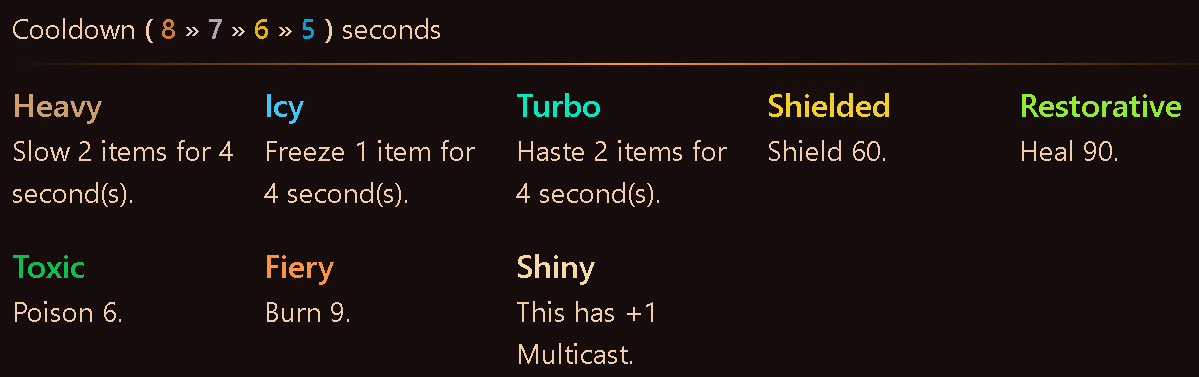 Cooldown ( 8 » 7 » 6 » 5 ) seconds
Heavy
Slow 2 items for 4
second(s).
Icy
Freeze 1 item for
4 second(s).
Turbo
Haste 2 items for
4 second(s).
Shielded
Shield 60.
Restorative
Heal 90.
Toxic
Poison 6.
Fiery
Burn 9.
Shiny
This has +1
Multicast.